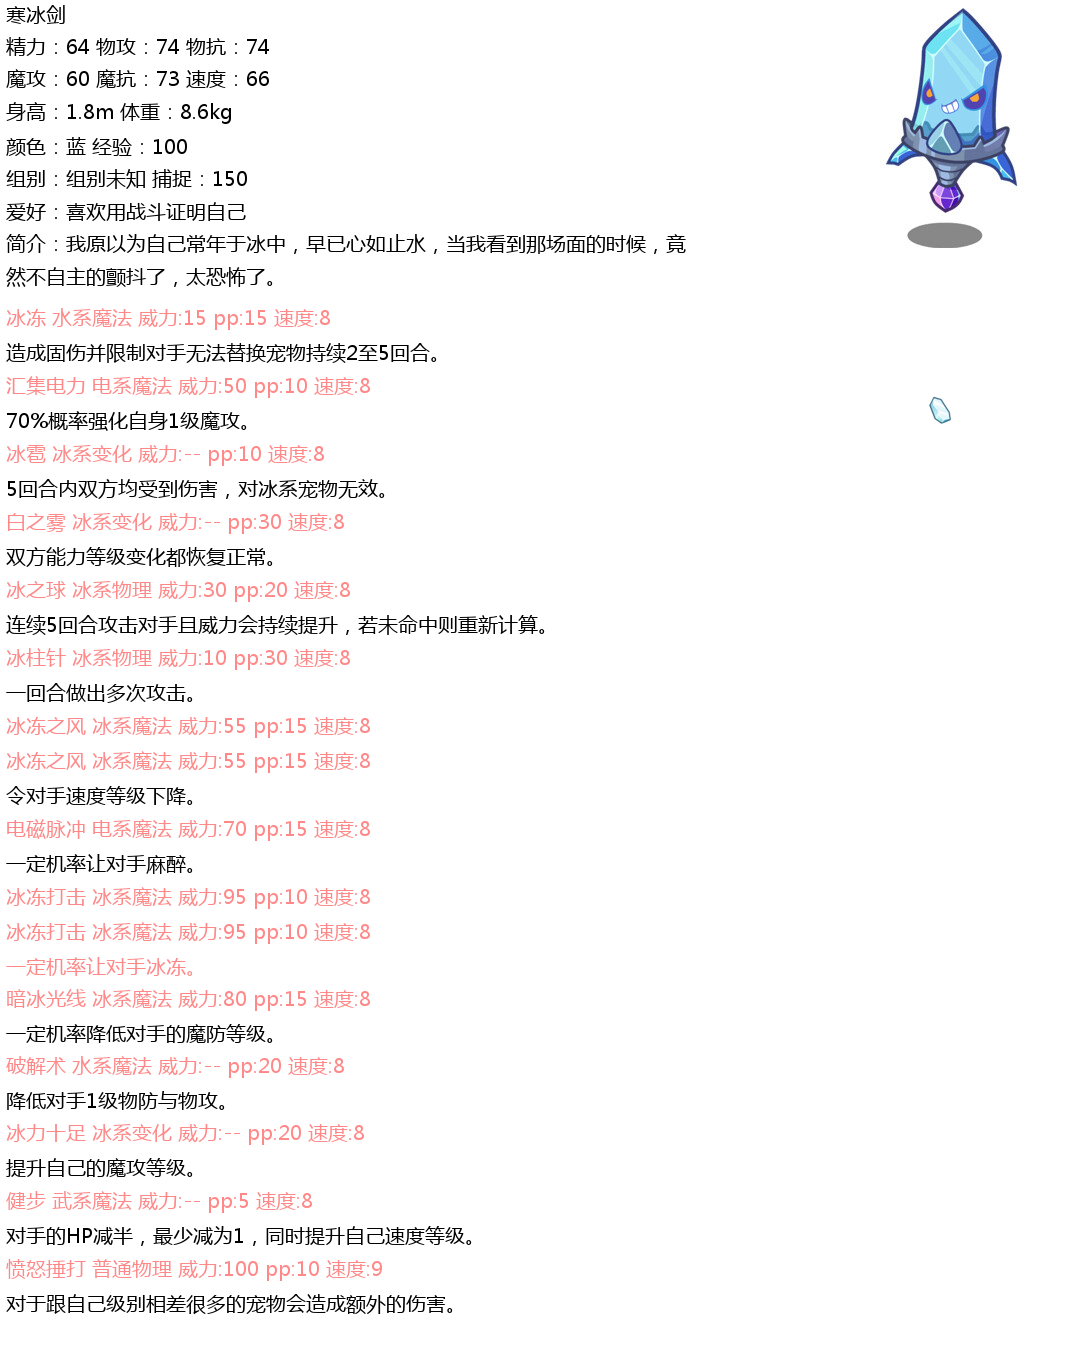 寒冰剑
精力：64 物攻：74 物抗：74
魔攻：60 魔抗：73 速度：66
身高：1.8m 体重：8.6kg
颜色：蓝 经验：100
组别：组别未知 捕捉：150
爱好：喜欢用战斗证明自己
简介：我原以为自己常年于冰中，早已心如止水，当我看到那场面的时候，竟
然不自主的颤抖了，太恐怖了。
冰冻 水系魔法 威力:15 pp:15 速度:8
造成固伤并限制对手无法替换宠物持续2至5回合。
汇集电力 电系魔法 威力:50 pp:10 速度:8
70%概率强化自身1级魔攻。
冰雹 冰系变化 威力:-- pp:10 速度:8
5回合内双方均受到伤害，对冰系宠物无效。
白之雾 冰系变化 威力:-- pp:30 速度:8
双方能力等级变化都恢复正常。
冰之球 冰系物理 威力:30 pp:20 速度:8
连续5回合攻击对手且威力会持续提升，若未命中则重新计算。
冰柱针 冰系物理 威力:10 pp:30 速度:8
一回合做出多次攻击。
冰冻之风 冰系魔法 威力:55 pp:15 速度:8
冰冻之风 冰系魔法 威力:55 pp:15 速度:8
令对手速度等级下降。
电磁脉冲 电系魔法 威力:70 pp:15 速度:8
一定机率让对手麻醉。
冰冻打击 冰系魔法 威力:95 pp:10 速度:8
冰冻打击 冰系魔法 威力:95 pp:10 速度:8
一定机率让对手冰冻。
暗冰光线 冰系魔法 威力:80 pp:15 速度:8
一定机率降低对手的魔防等级。
破解术 水系魔法 威力:-- pp:20 速度:8
降低对手1级物防与物攻。
冰力十足 冰系变化 威力:-- pp:20 速度:8
提升自己的魔攻等级。
健步 武系魔法 威力:-- pp:5 速度:8
对手的HP减半，最少减为1，同时提升自己速度等级。
愤怒捶打 普通物理 威力:100 pp:10 速度:9
对于跟自己级别相差很多的宠物会造成额外的伤害。